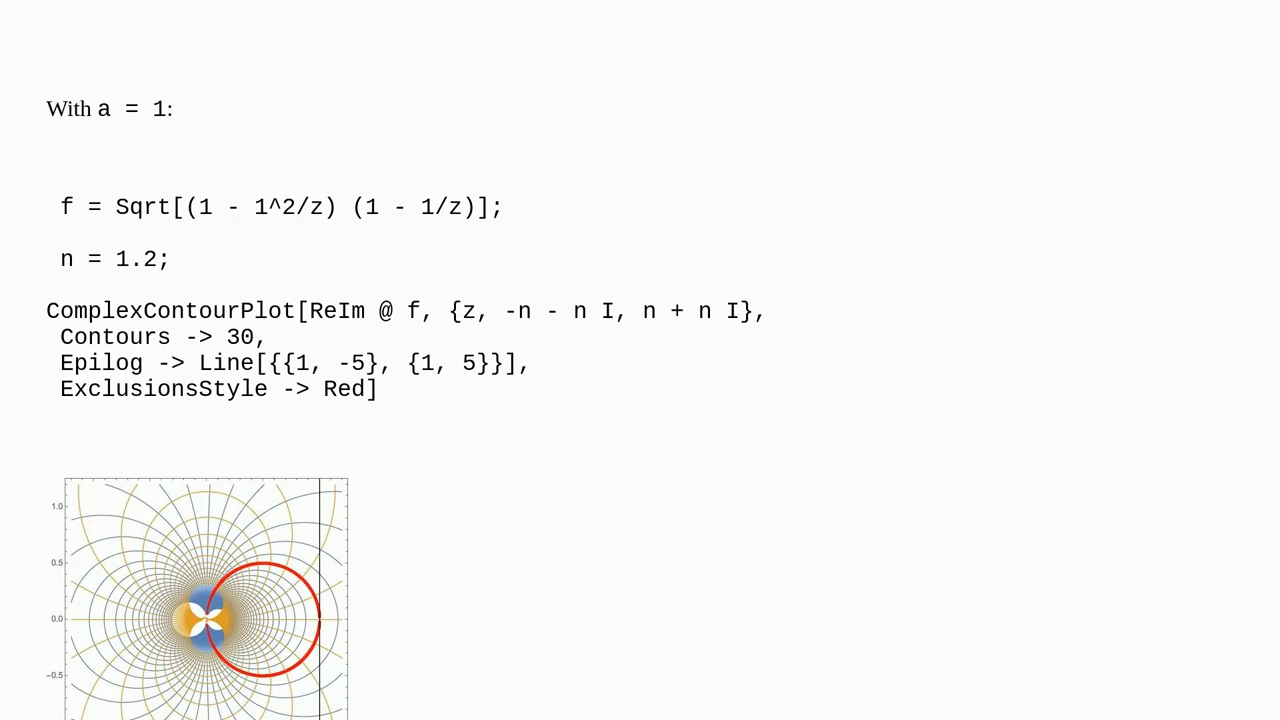 With a = 1:
f = Sqrt[(1 - 1^2/z) (1 - 1/z)];
n = 1.2;
ComplexContourPlot[ReIm @ f, {z, -n - n I, n + n I},
Contours -> 30,
Epilog -> Line[{{1, -5}, {1, 5}}],
ExclusionsStyle -> Red]
1.0
0.5
0.0
-0.5